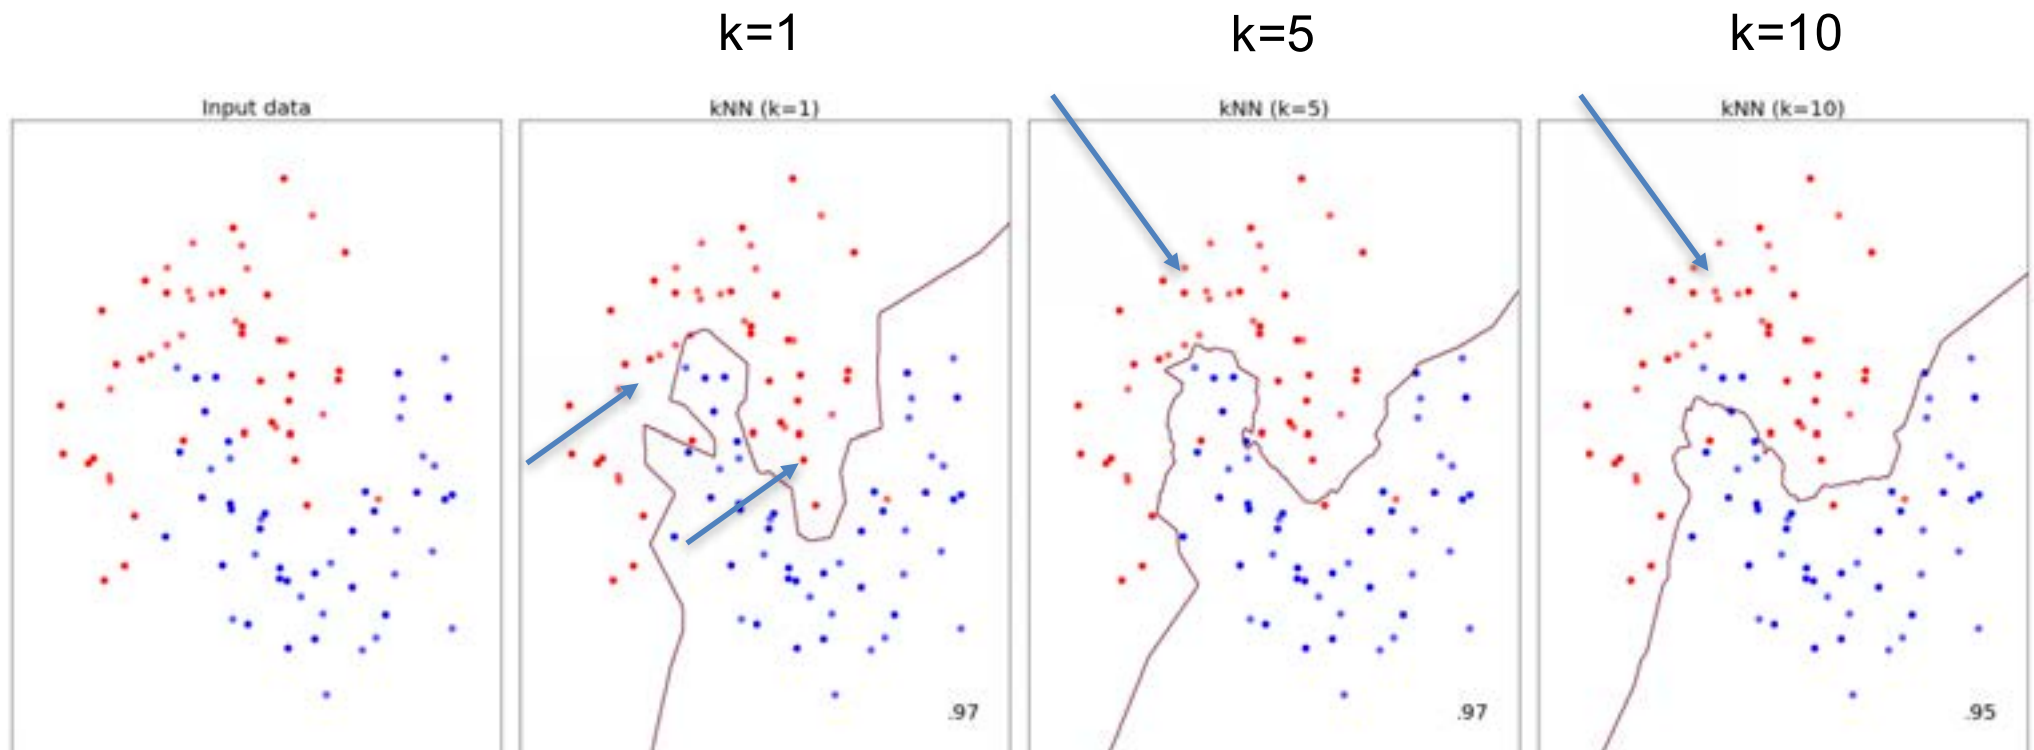 k=1
k=5
k=10
Input data
kNN (k=1)
kNN (k=5)
kNN (k=10)
.97
.97
.95